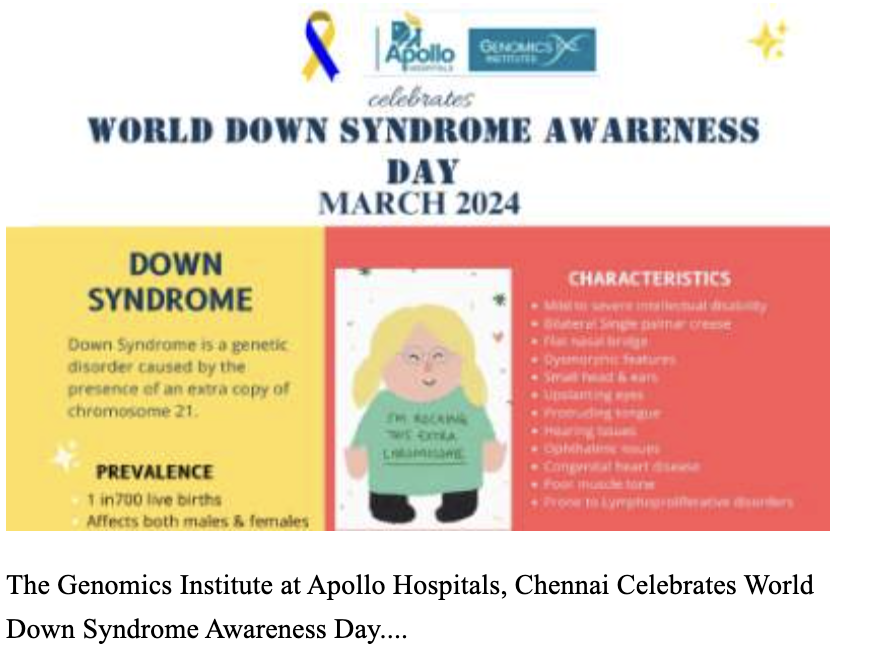 Apollo
HOSPITALS
GENOMICS
INSTITUTES
celebrates
WORLD DOWN SYNDROME AWARENESS
DAY
MARCH 2024
DOWN
SYNDROME
Down Syndrome is a genetic
disorder caused by the
presence of an extra copy of
chromosome 21.
PREVALENCE
1 in700 live births
Affects both males & females
I'M ROCKING
THIS EXTRA
CHROMOSOME
CHARACTERISTICS
Mild to severe intellectual disability
Bilateral Single palmar crease
Flat nasal bridge
Dysmorphic features
Small head & ears
Upslanting eyes
Protruding tongue
Hearing issues
Ophthalmic issues
Congenital heart disease
Poor muscle tone
Prone to Lymphoproliferative disorders
The Genomics Institute at Apollo Hospitals, Chennai Celebrates World
Down Syndrome Awareness Day....